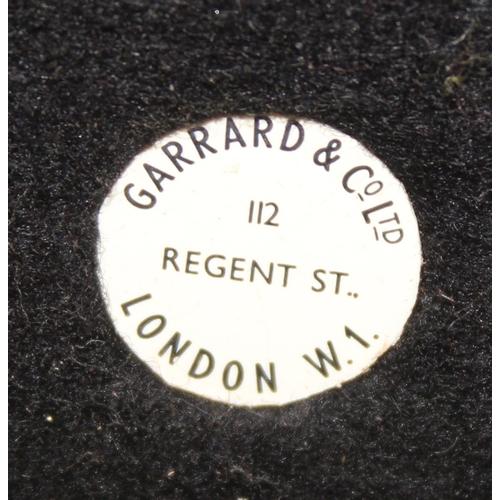 GARRARD & CO LTD
112
REGENT ST..
LONDON W.1.